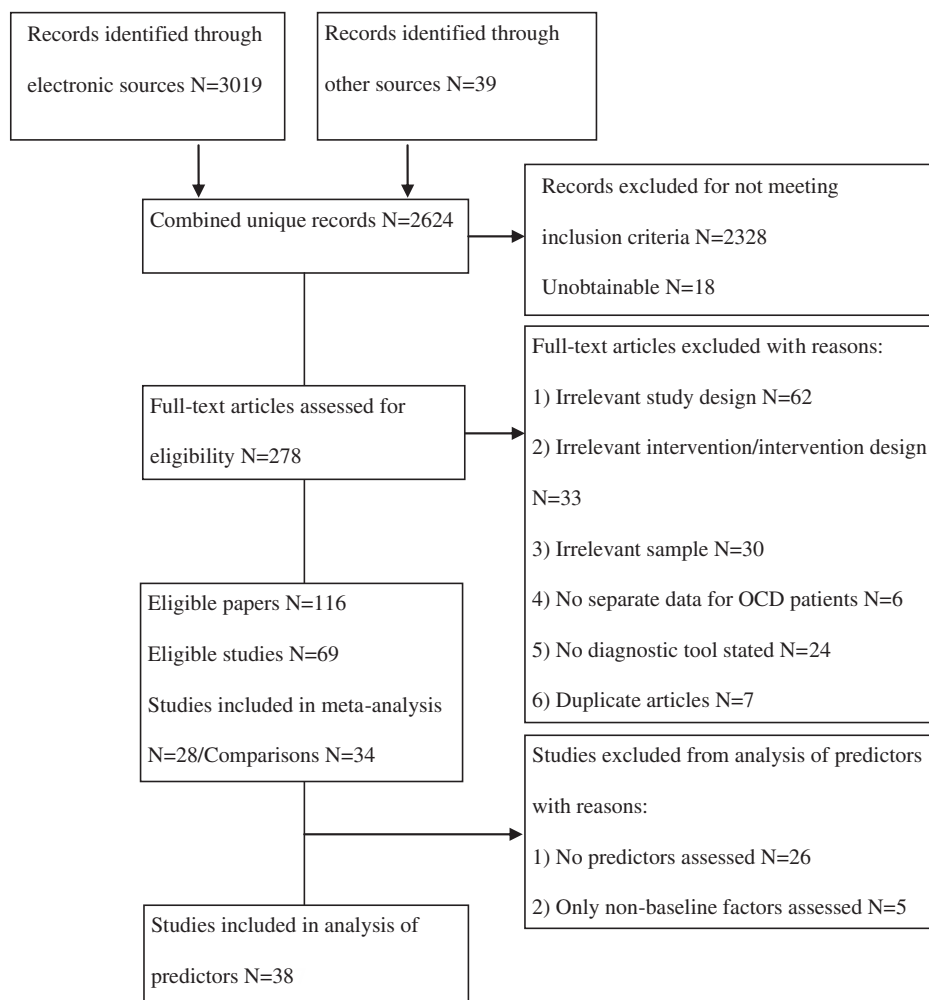 Records identified through
electronic sources N=3019
Records identified through
other sources N=39
Combined unique records N=2624
Records excluded for not meeting
inclusion criteria N=2328
Unobtainable N=18
Full-text articles assessed for
eligibility N=278
Full-text articles excluded with reasons:
1) Irrelevant study design N=62
2) Irrelevant intervention/intervention design
N=33
3) Irrelevant sample N=30
4) No separate data for OCD patients N=6
5) No diagnostic tool stated N=24
6) Duplicate articles N=7
Eligible papers N=116
Eligible studies N=69
Studies included in meta-analysis
N=28/Comparisons N=34
Studies excluded from analysis of predictors
with reasons:
1) No predictors assessed N=26
2) Only non-baseline factors assessed N=5
Studies included in analysis of
predictors N=38